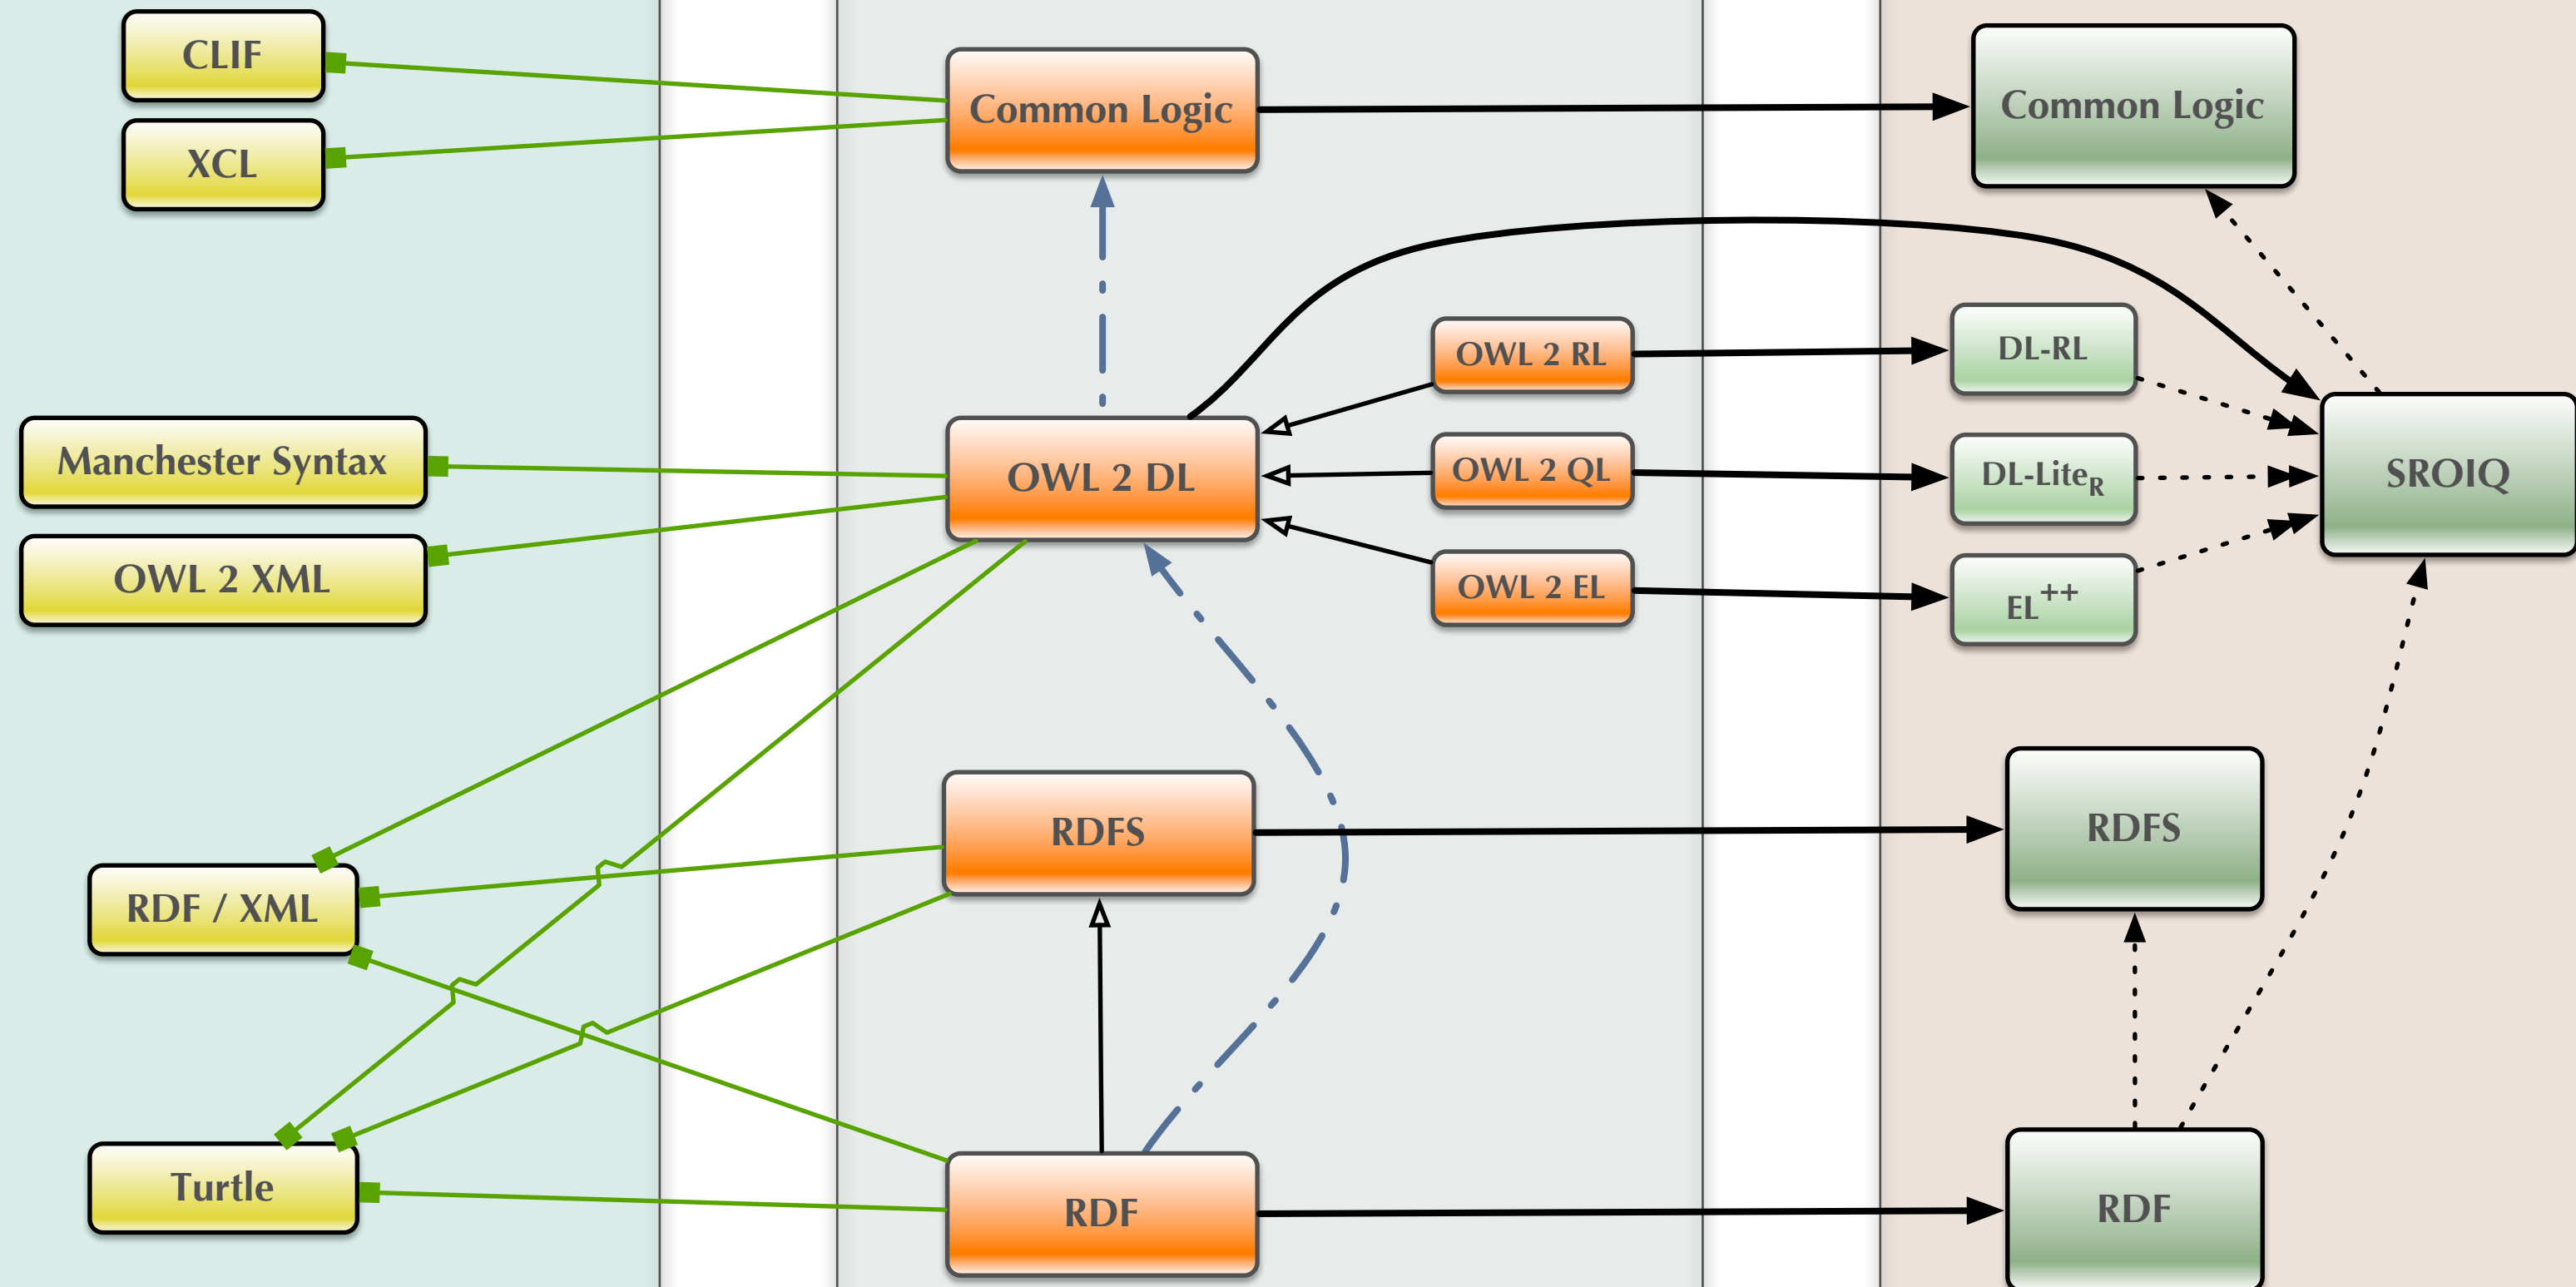 CLIF
XCL
Manchester Syntax
OWL 2 XML
RDF / XML
Turtle
Common Logic
OWL 2 DL
OWL 2 RL
OWL 2 QL
OWL 2 EL
RDFS
RDF
Common Logic
DL-RL
DL-LiteR
EL++
SROIQ
RDFS
RDF